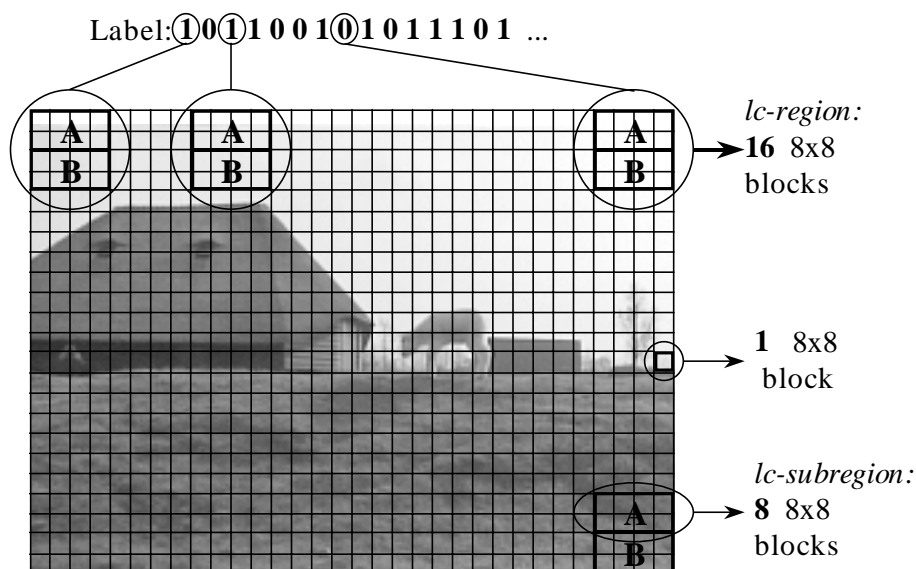 Label: 1 0 1 1 0 0 1 0 1 0 1 1 1 0 1 ...
A A A
B B B
lc-region:
16 8x8
blocks
1 8x8
block
lc-subregion:
8 8x8
blocks
A
B